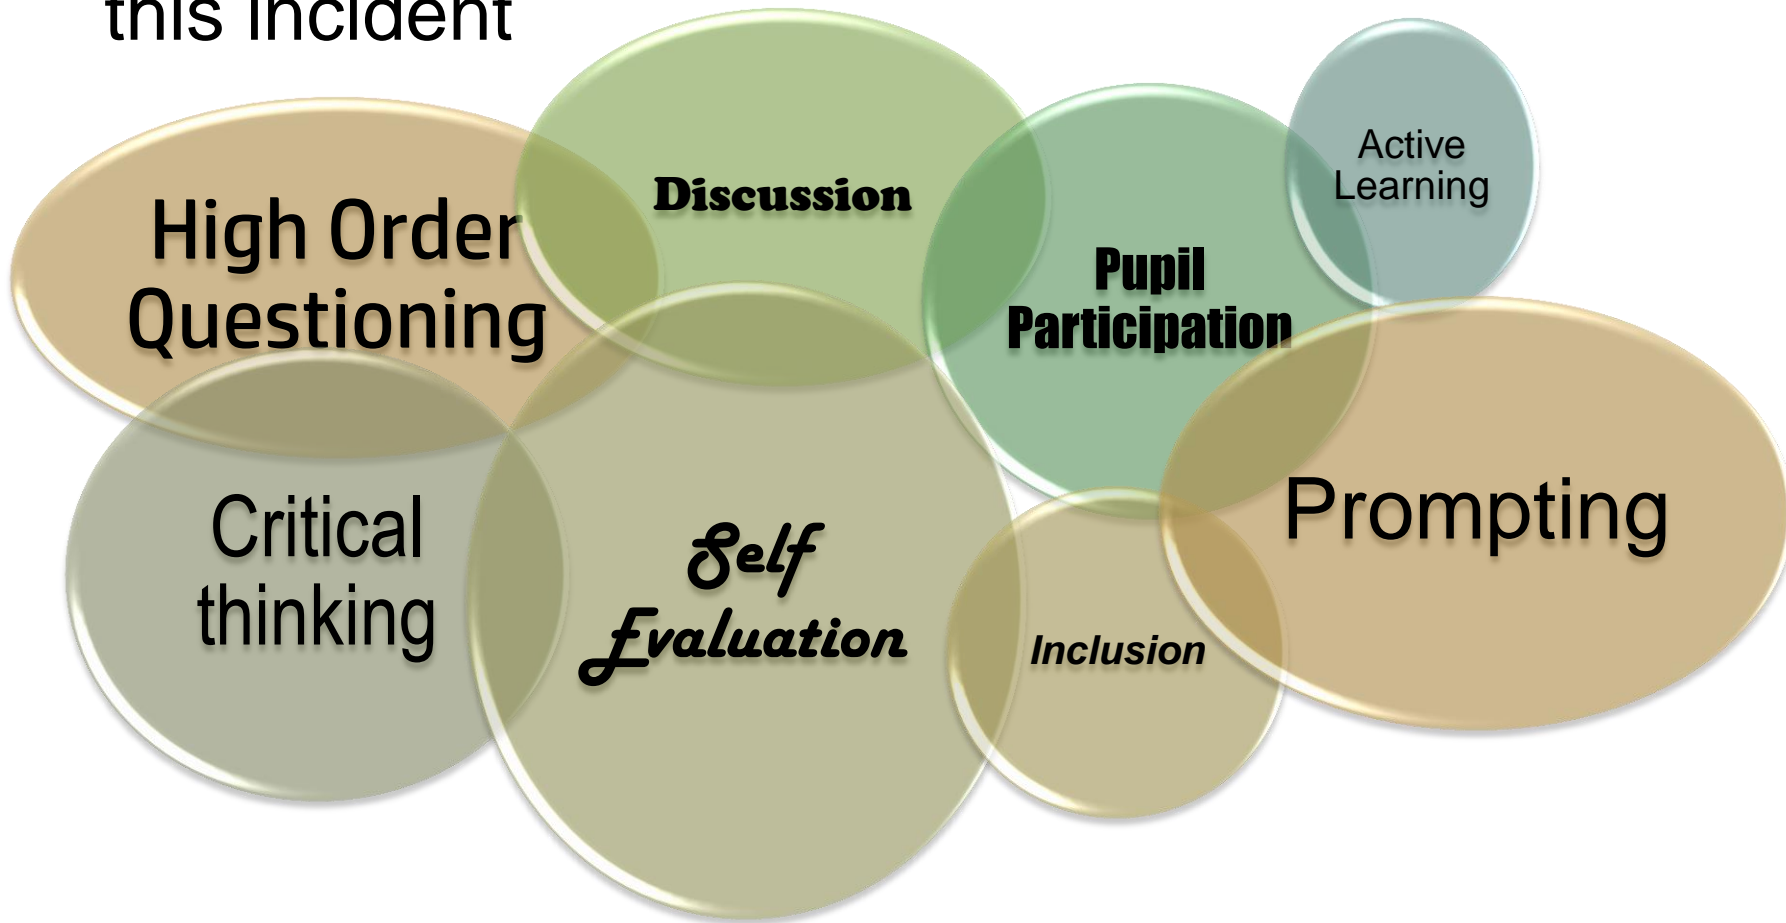 this incident
High Order
Questioning
Discussion
Pupil
Participation
Active
Learning
Critical
thinking
Self
Evaluation
Inclusion
Prompting